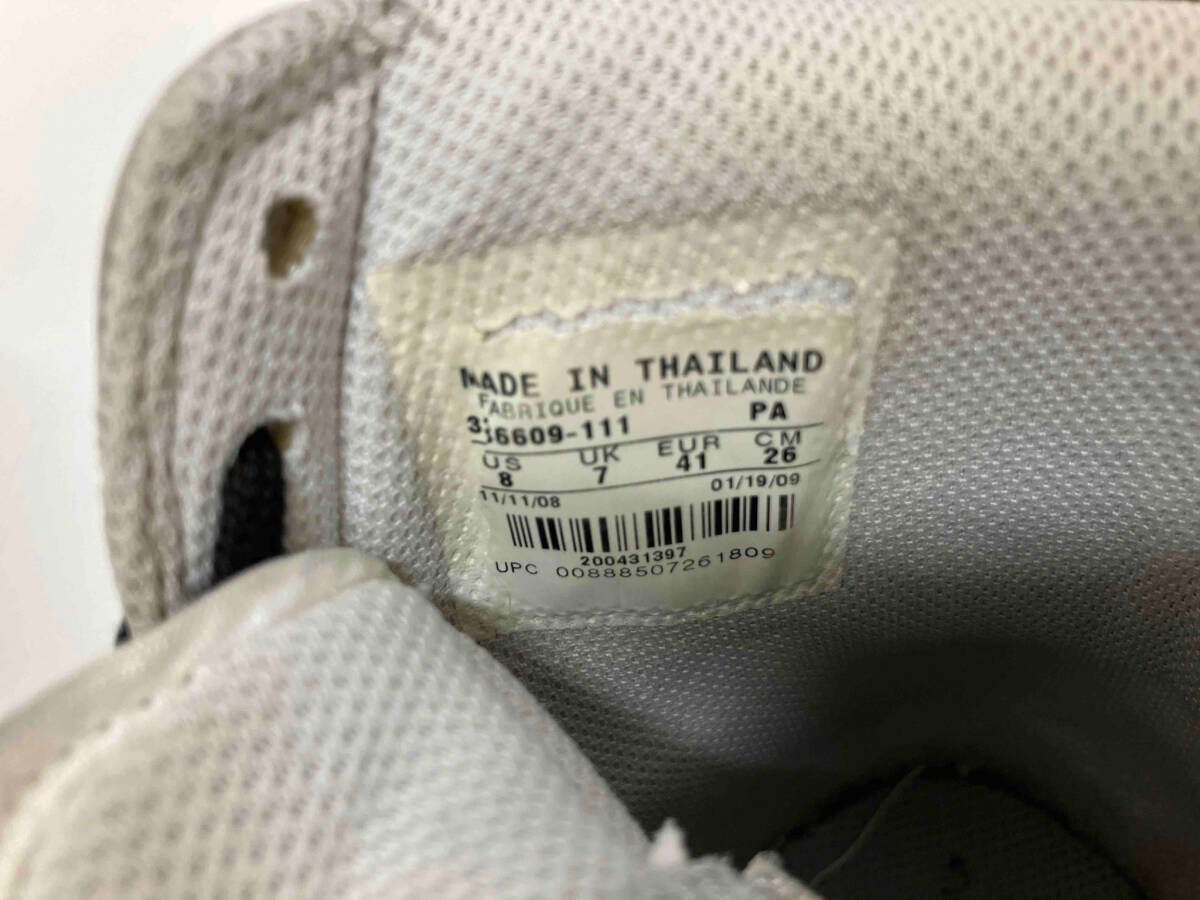 MADE IN THAILAND
FABRIQUE EN THAILANDE
336609-111 PA
US UK EUR CM
8 7 41 26
11/11/08 01/19/09
200431397
UPC 00888507261809